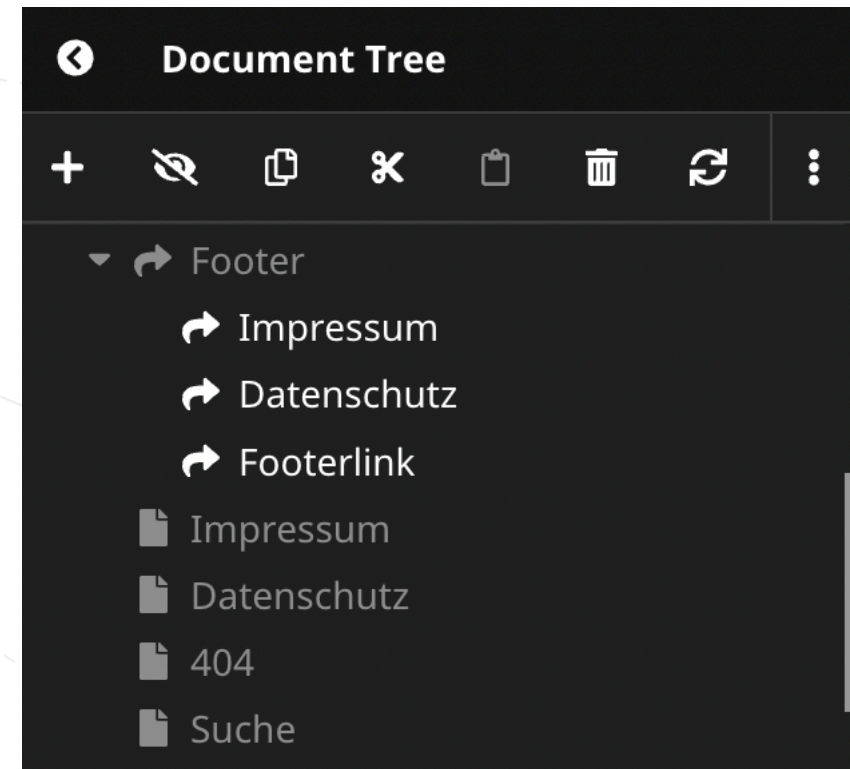 Document Tree
Footer
Impressum
Datenschutz
Footerlink
Impressum
Datenschutz
404
Suche